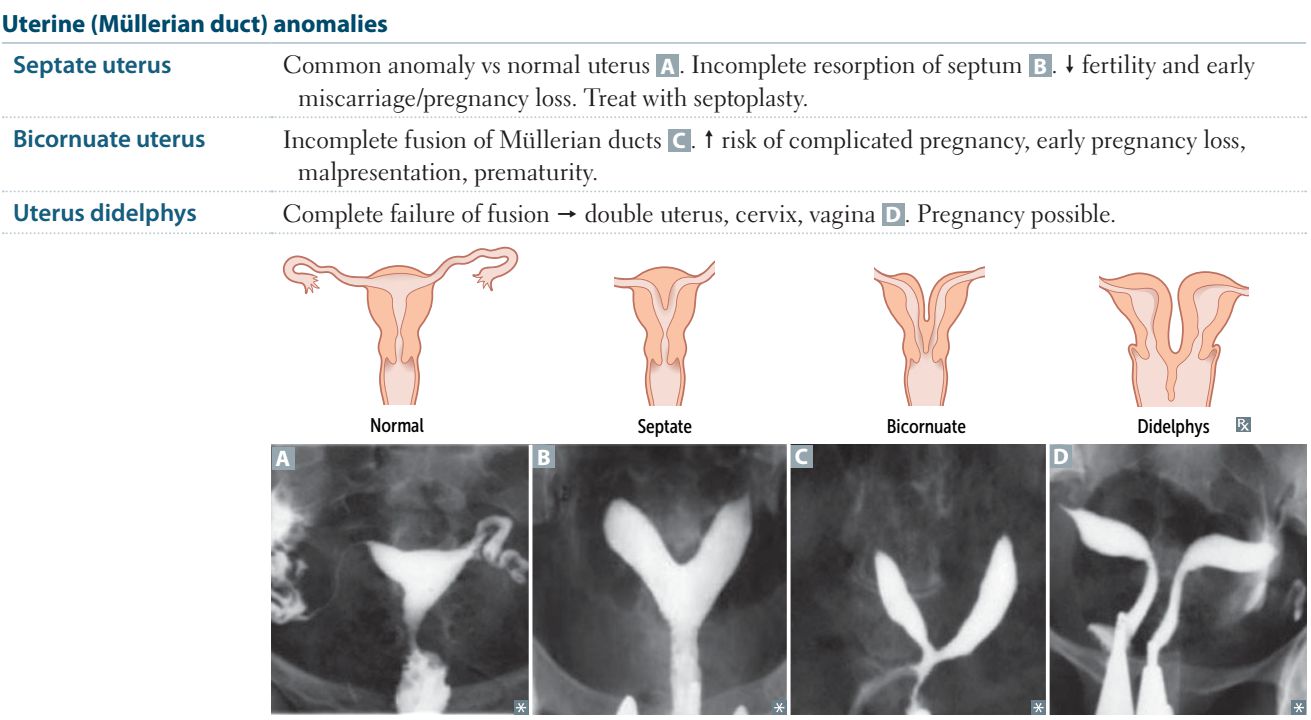 Uterine (Müllerian duct) anomalies
Septate uterus
Common anomaly vs normal uterus A. Incomplete resorption of septum B. ↓ fertility and early
miscarriage/pregnancy loss. Treat with septoplasty.
Bicornuate uterus
Incomplete fusion of Müllerian ducts C. ↑ risk of complicated pregnancy, early pregnancy loss,
malpresentation, prematurity.
Uterus didelphys
Complete failure of fusion → double uterus, cervix, vagina D. Pregnancy possible.
Normal
Septate
Bicornuate
Didelphys
℞
A
B
C
D